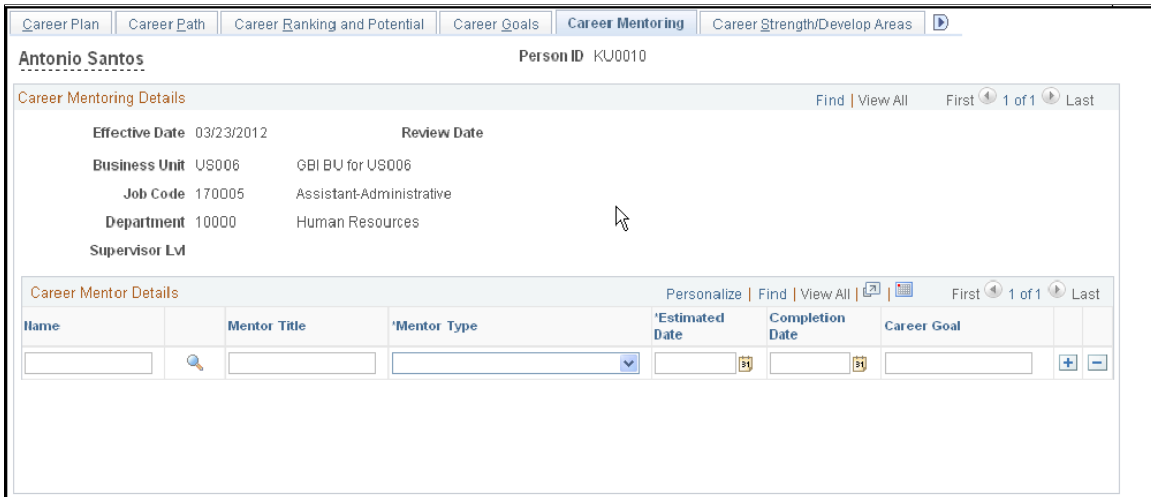 Career Plan Career Path Career Ranking and Potential Career Goals Career Mentoring Career Strength/Develop Areas
Antonio Santos Person ID KU0010
Career Mentoring Details Find | View All First 1 of 1 Last
Effective Date 03/23/2012 Review Date
Business Unit US006 GBI BU for US006
Job Code 170005 Assistant-Administrative
Department 10000 Human Resources
Supervisor Lvl
Career Mentor Details Personalize | Find | View All | | First 1 of 1 Last
Name Mentor Title *Mentor Type *Estimated Date Completion Date Career Goal
31 31 + -